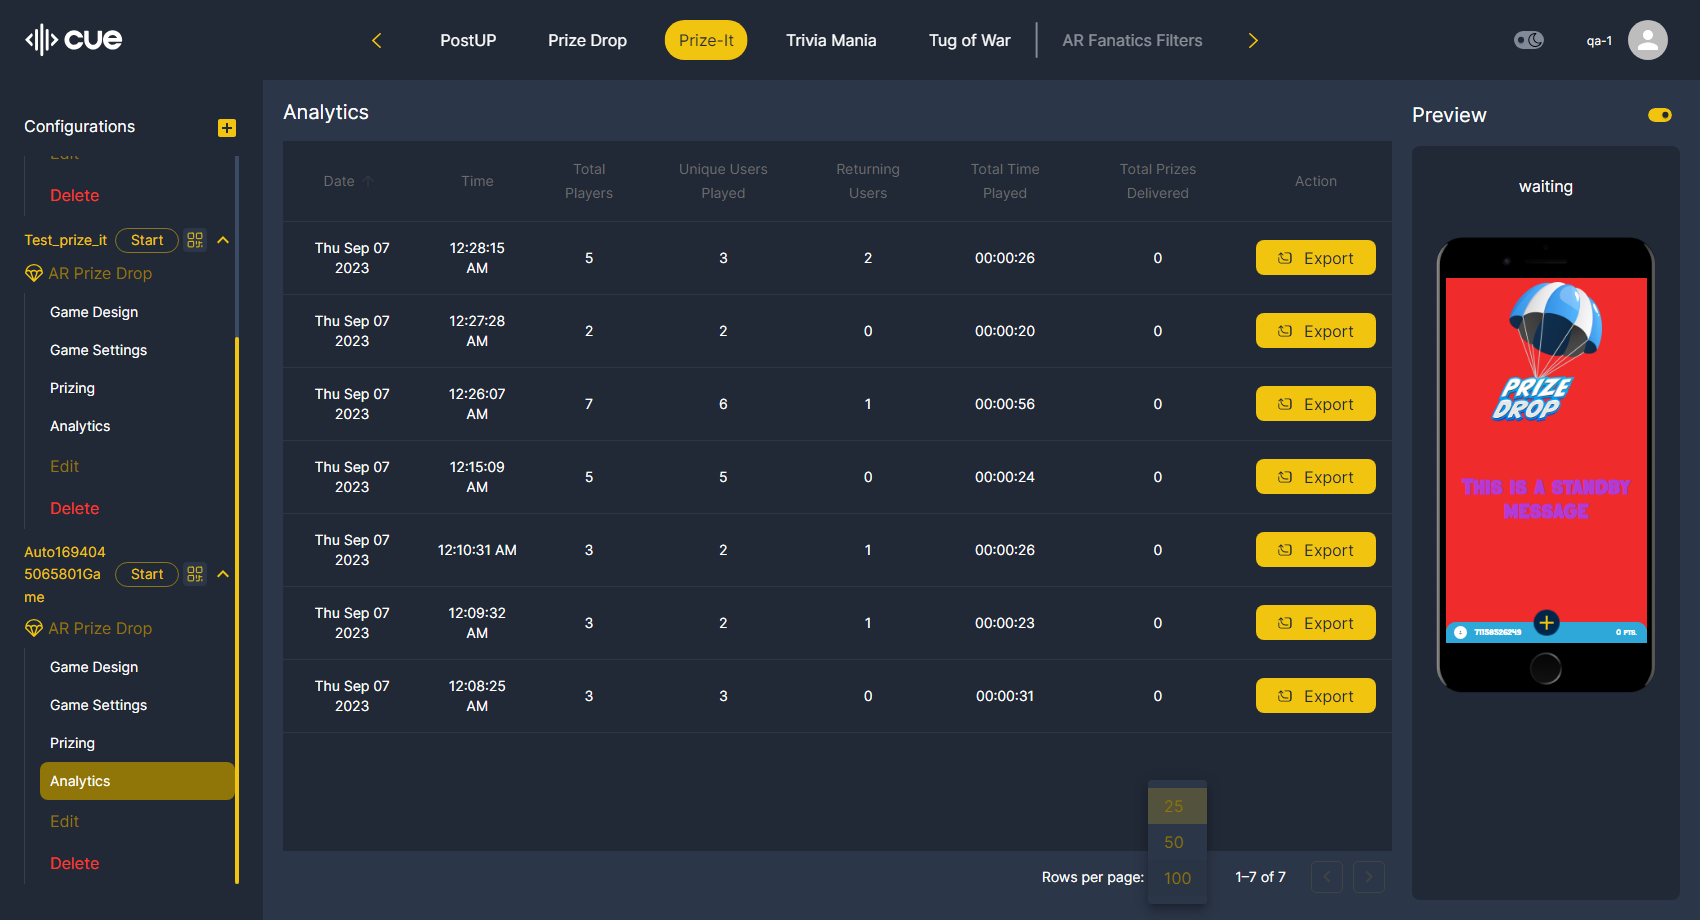 cue
PostUP
Prize Drop
Prize-It
Trivia Mania
Tug of War
AR Fanatics Filters
qa-1
Configurations
Edit
Delete
Test_prize_it
Start
AR Prize Drop
Game Design
Game Settings
Prizing
Analytics
Edit
Delete
Auto169404
5065801Ga
me
Start
AR Prize Drop
Game Design
Game Settings
Prizing
Analytics
Edit
Delete
Analytics
Date Time Total Players Unique Users Played Returning Users Total Time Played Total Prizes Delivered Action
Thu Sep 07 2023 12:28:15 AM 5 3 2 00:00:26 0 Export
Thu Sep 07 2023 12:27:28 AM 2 2 0 00:00:20 0 Export
Thu Sep 07 2023 12:26:07 AM 7 6 1 00:00:56 0 Export
Thu Sep 07 2023 12:15:09 AM 5 5 0 00:00:24 0 Export
Thu Sep 07 2023 12:10:31 AM 3 2 1 00:00:26 0 Export
Thu Sep 07 2023 12:09:32 AM 3 2 1 00:00:23 0 Export
Thu Sep 07 2023 12:08:25 AM 3 3 0 00:00:31 0 Export
25
50
100
Rows per page:
1–7 of 7
Preview
waiting
PRIZE
DROP
THIS IS A STANDBY
MESSAGE
71158526249
0 PTS.